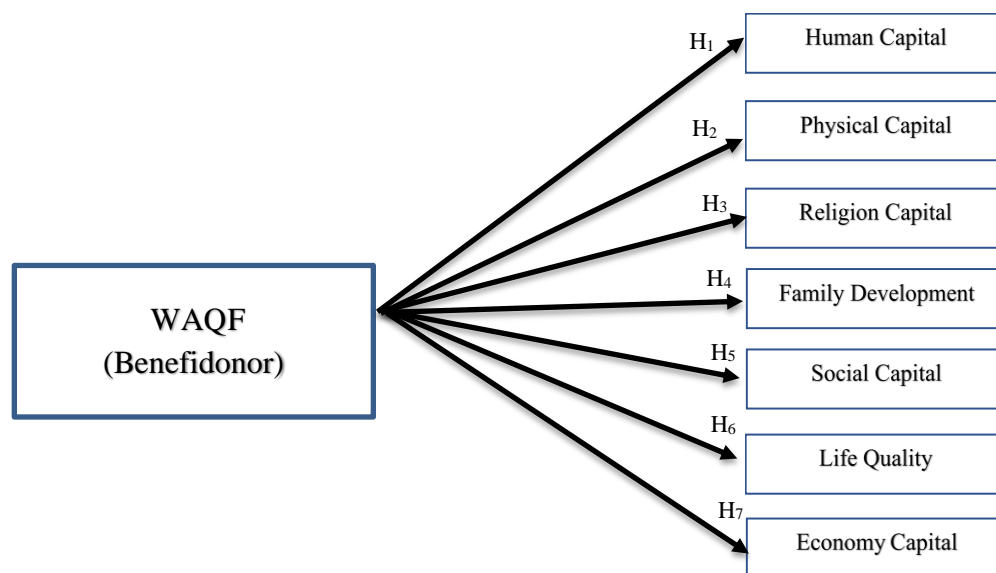 H1
Human Capital
H2
Physical Capital
H3
Religion Capital
WAQF
(Benefidonor)
H4
Family Development
H5
Social Capital
H6
Life Quality
H7
Economy Capital